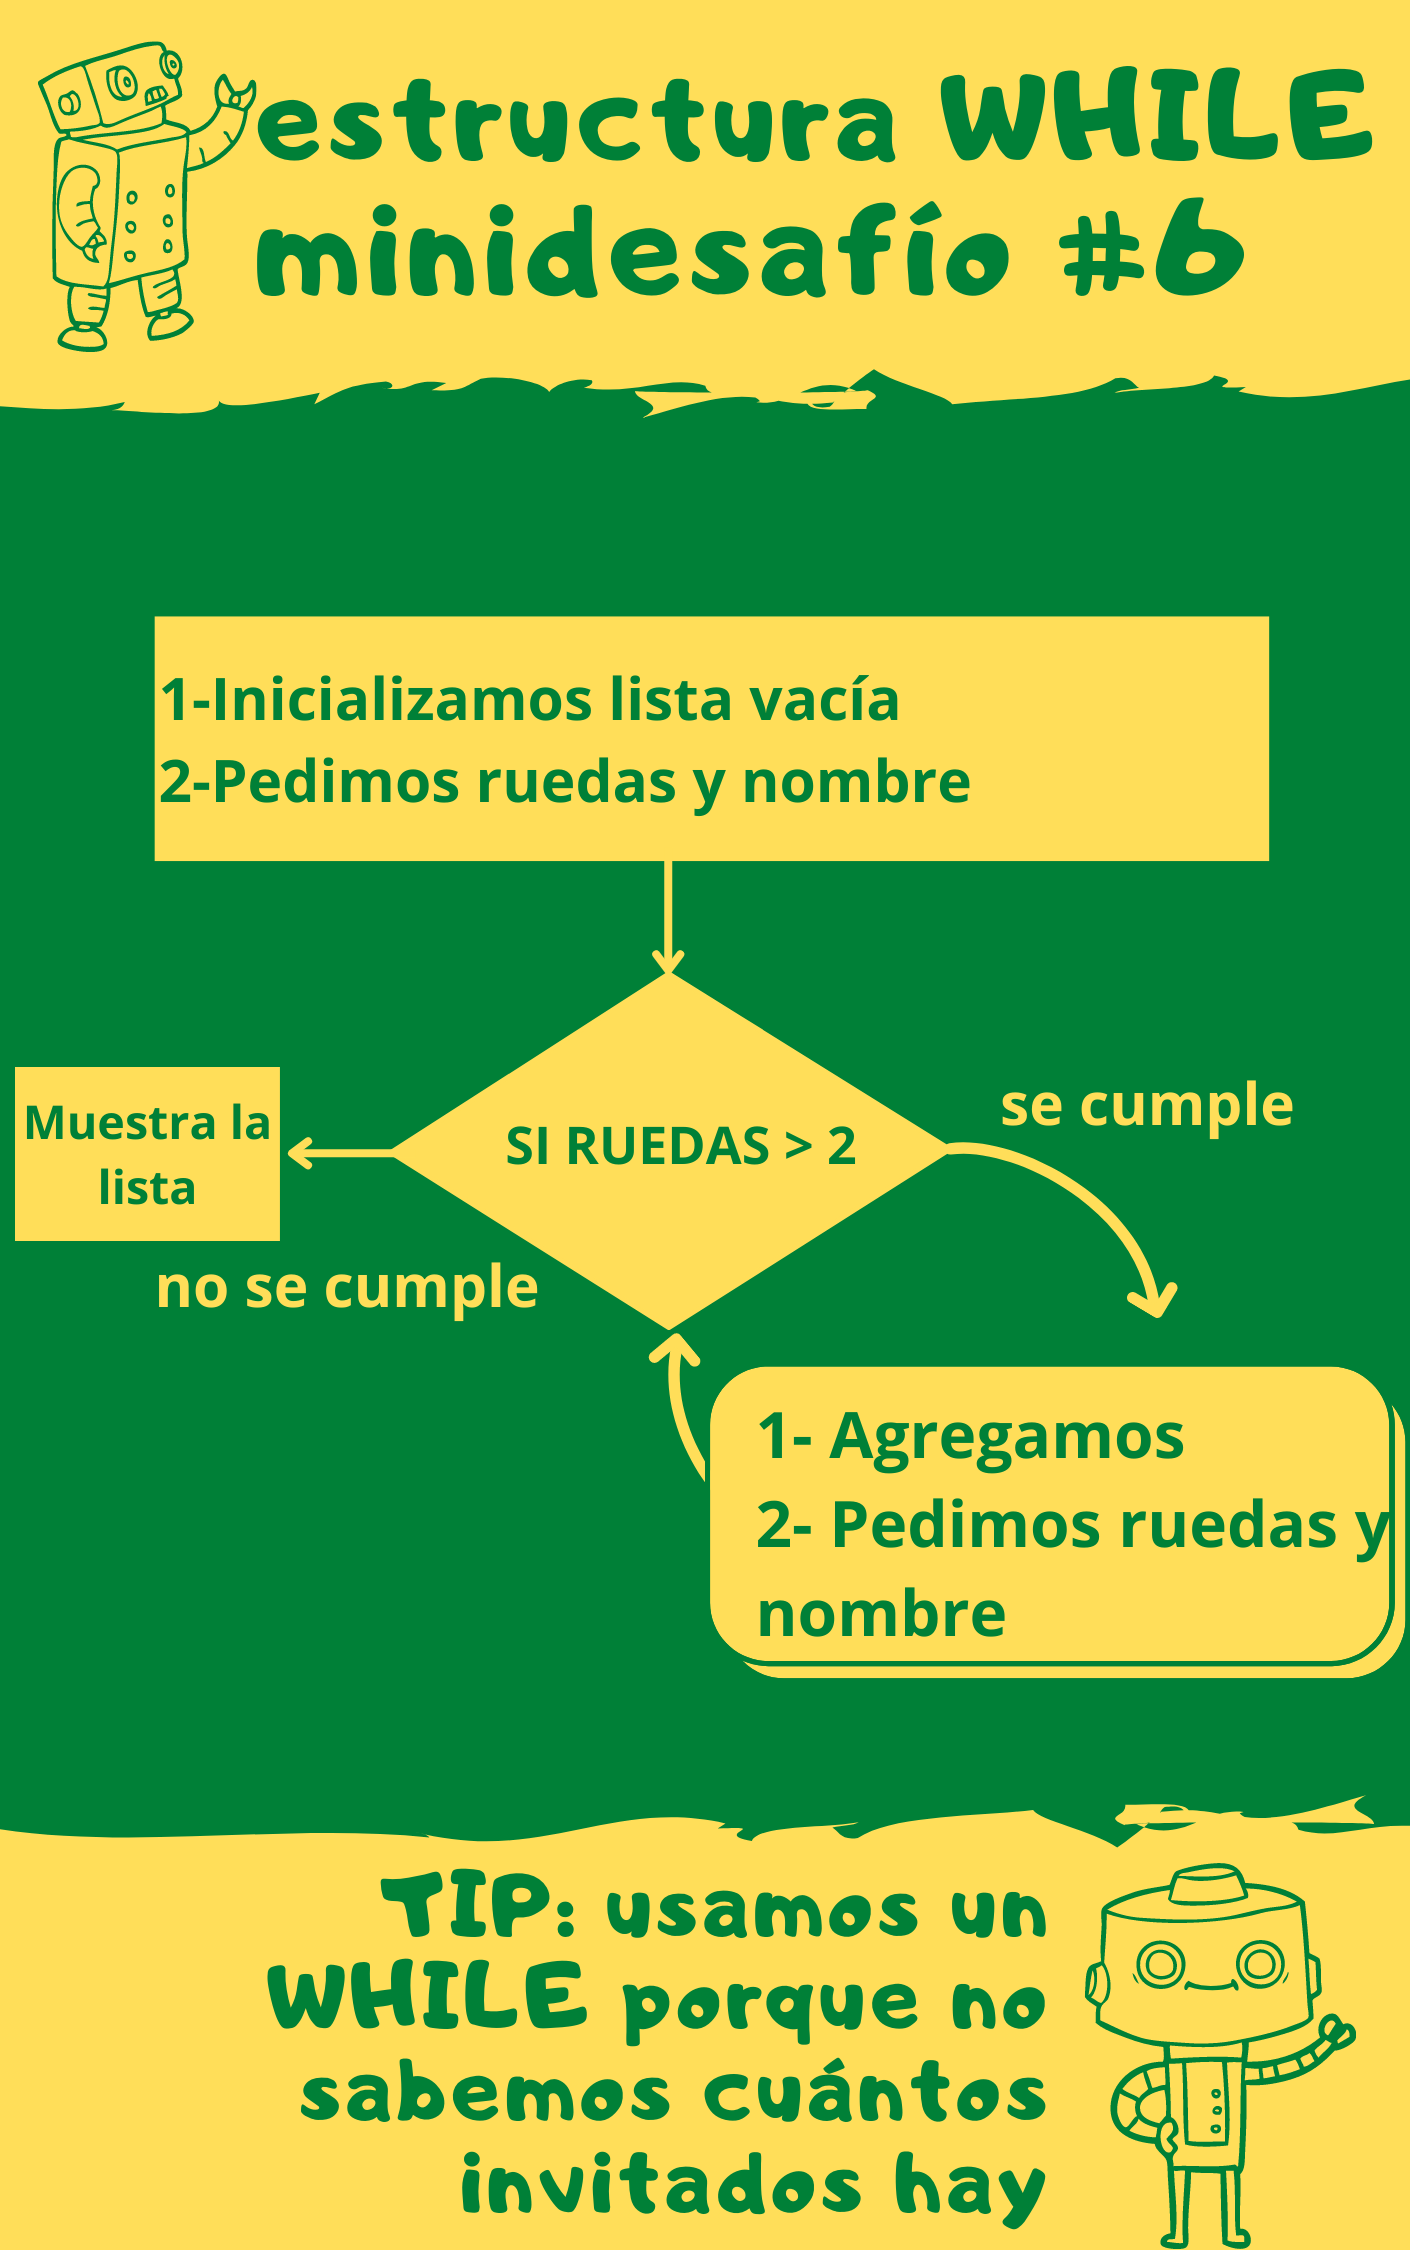 estructura WHILE
minidesafío #6
1-Inicializamos lista vacía
2-Pedimos ruedas y nombre
SI RUEDAS > 2
se cumple
Muestra la
lista
no se cumple
1- Agregamos
2- Pedimos ruedas y
nombre
TIP: usamos un
WHILE porque no
sabemos cuántos
invitados hay